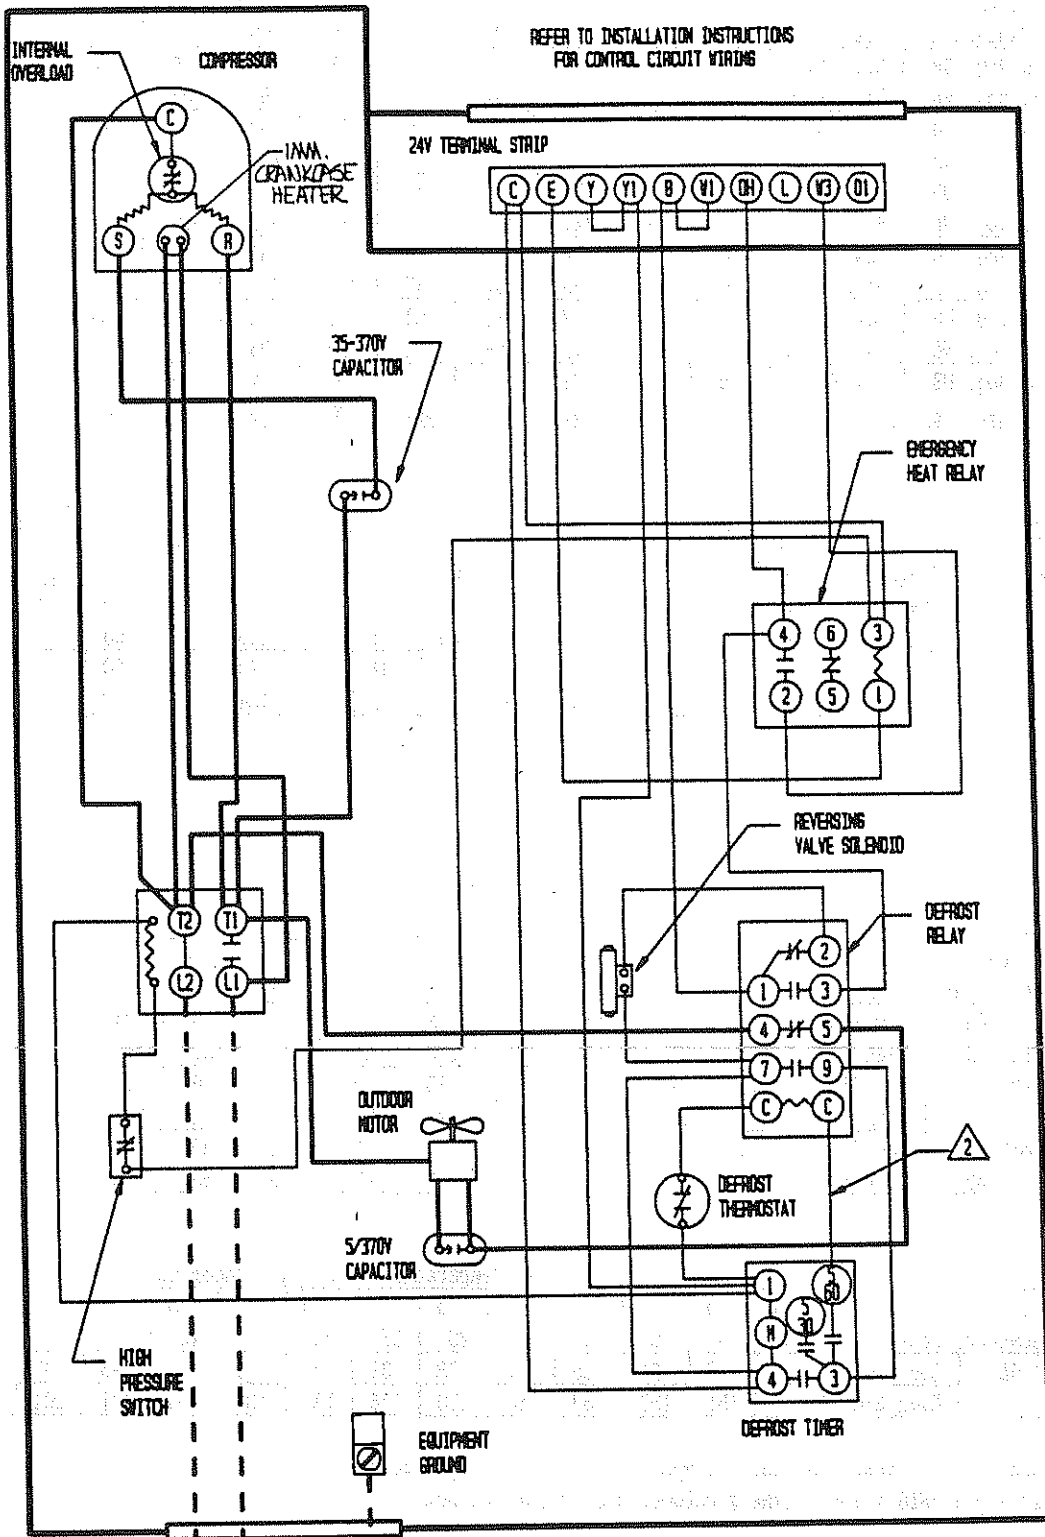 REFER TO INSTALLATION INSTRUCTIONS
FOR CONTROL CIRCUIT WIRING
INTERNAL
OVERLOAD
COMPRESSOR
C
IMM.
CRANKCASE
HEATER
S
R
24V TERMINAL STRIP
C E Y Y1 B W1 OH L W3 O1
35-370V
CAPACITOR
EMERGENCY
HEAT RELAY
4 6 3
2 5 1
REVERSING
VALVE SOLENOID
DEFROST
RELAY
T2 T1
L2 L1
2
1 3
4 5
7 9
C C
OUTDOOR
MOTOR
2
DEFROST
THERMOSTAT
5/370V
CAPACITOR
1
5
60
5
30
M
4 3
DEFROST TIMER
HIGH
PRESSURE
SWITCH
EQUIPMENT
GROUND